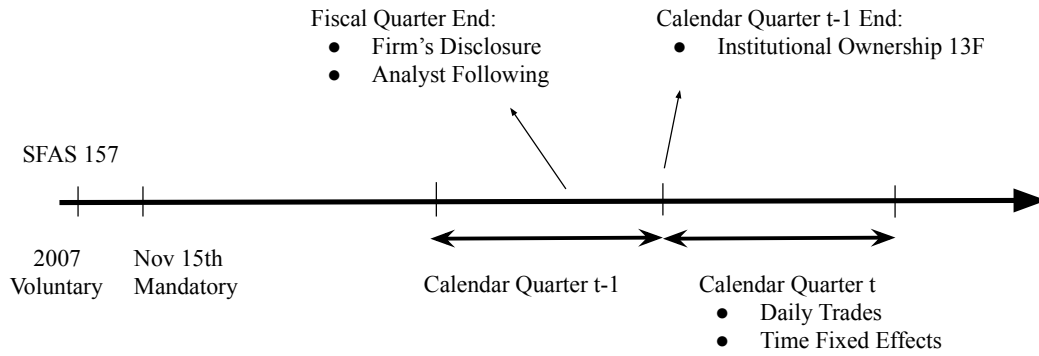 Fiscal Quarter End:
● Firm's Disclosure
● Analyst Following
Calendar Quarter t-1 End:
● Institutional Ownership 13F
SFAS 157
2007
Voluntary
Nov 15th
Mandatory
Calendar Quarter t-1
Calendar Quarter t
● Daily Trades
● Time Fixed Effects